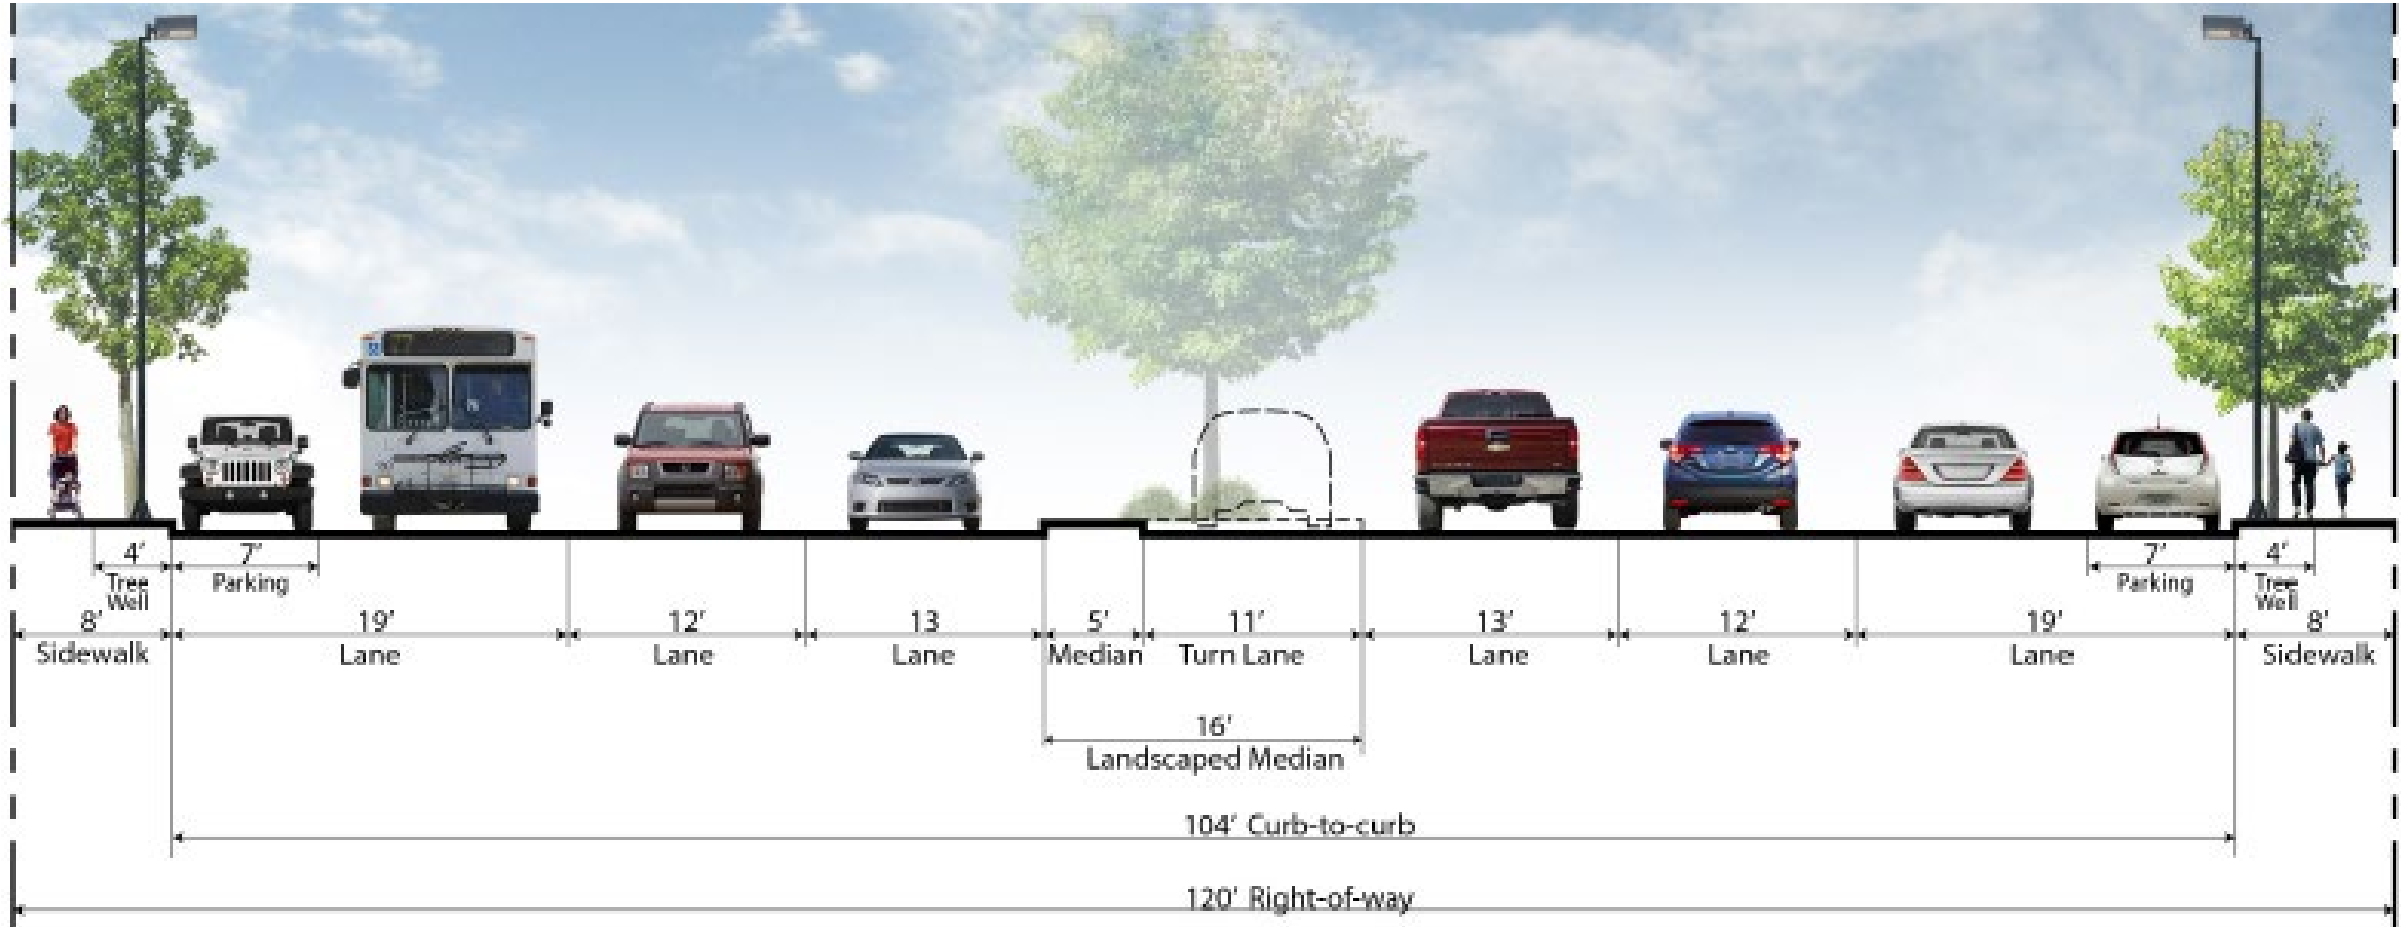 4' 7' 7' 4'
Tree Well Parking Parking Tree Well
8' 19' 12' 13 5' 11' 13' 12' 19' 8'
Sidewalk Lane Lane Lane Median Turn Lane Lane Lane Lane Sidewalk
16'
Landscaped Median
104' Curb-to-curb
120' Right-of-way